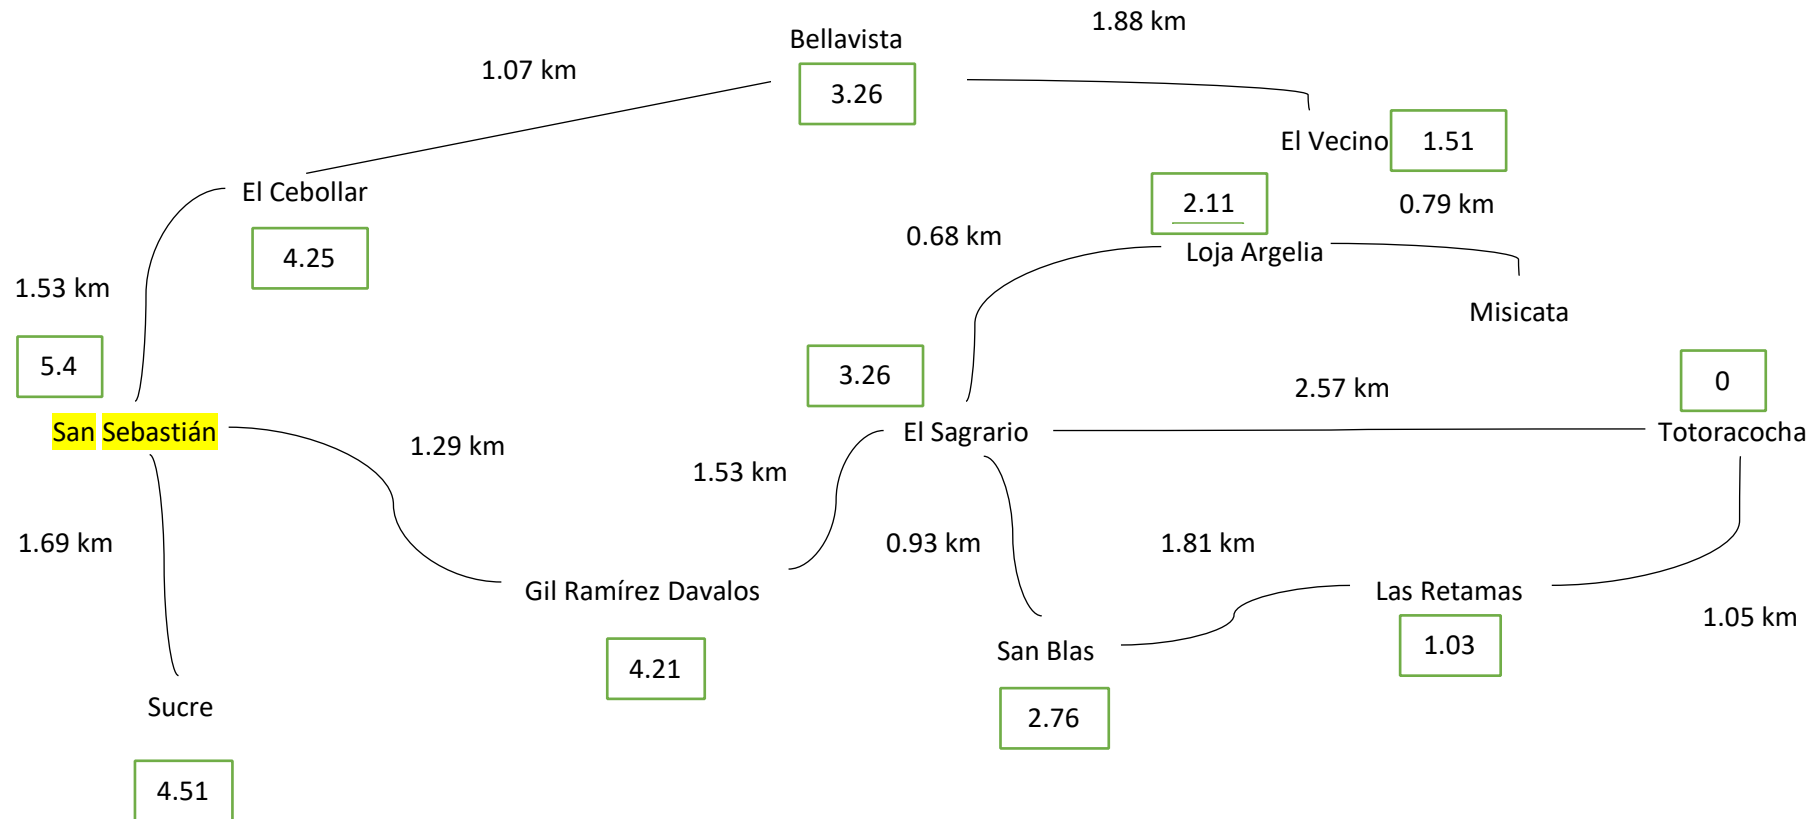 1.88 km
Bellavista
1.07 km
3.26
El Vecino
1.51
El Cebollar
2.11
0.79 km
0.68 km
Loja Argelia
4.25
1.53 km
Misicata
5.4
3.26
2.57 km
0
San Sebastián
1.29 km
El Sagrario
Totoracocha
1.53 km
1.69 km
0.93 km
1.81 km
Gil Ramírez Davalos
Las Retamas
1.05 km
San Blas
1.03
4.21
Sucre
2.76
4.51